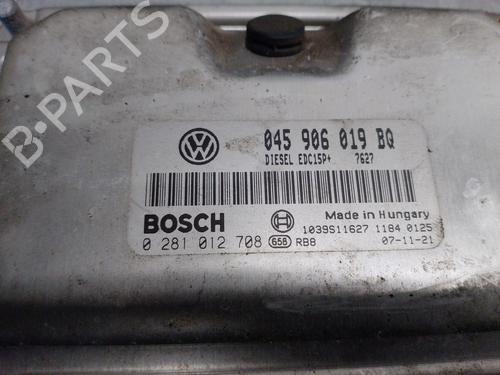 045 906 019 BQ
DIESEL EDC15P+ 7627
BOSCH
Made in Hungary
1039S11627 1184 0125
0 281 012 708 658 RB8 07-11-21
B-PARTS